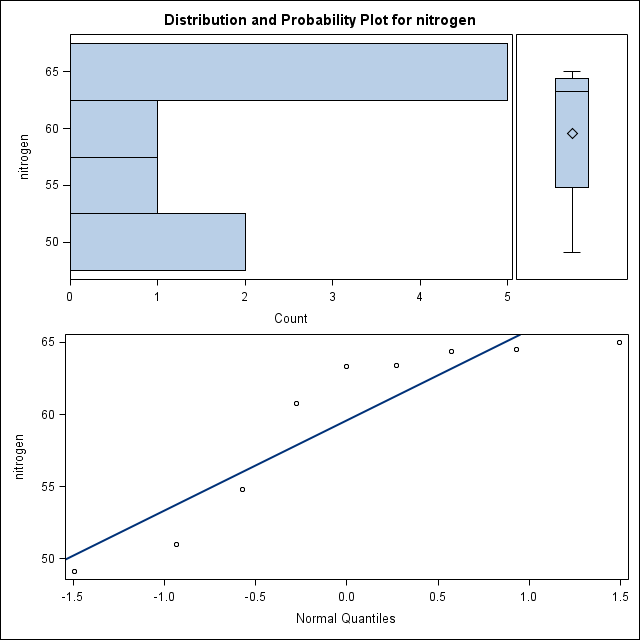 Distribution and Probability Plot for nitrogen
65
60
55
50
nitrogen
0 1 2 3 4 5
Count
65
60
55
50
nitrogen
-1.5 -1.0 -0.5 0.0 0.5 1.0 1.5
Normal Quantiles